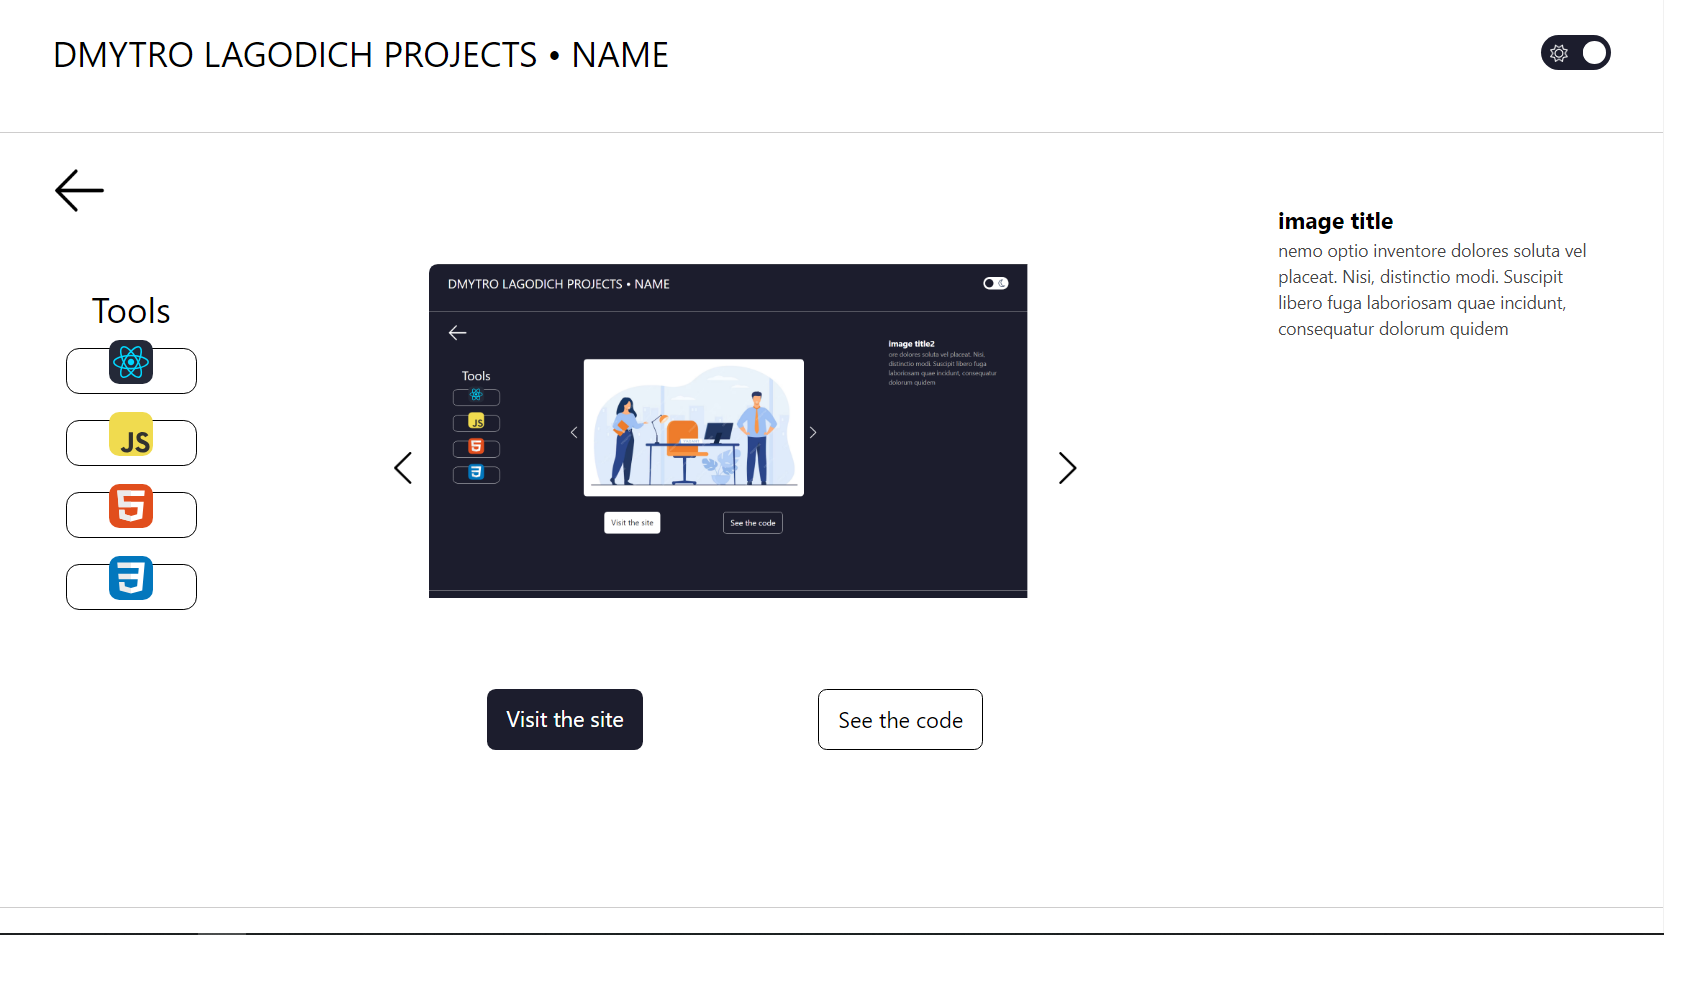 DMYTRO LAGODICH PROJECTS • NAME
image title
nemo optio inventore dolores soluta vel
placeat. Nisi, distinctio modi. Suscipit
libero fuga laboriosam quae incidunt,
consequatur dolorum quidem
Tools
JS
DMYTRO LAGODICH PROJECTS • NAME
image title2
ore dolores soluta vel placeat. Nisi,
distinctio modi. Suscipit libero fuga
laboriosam quae incidunt, consequatur
dolorum quidem
Tools
JS
Visit the site
See the code
Visit the site
See the code